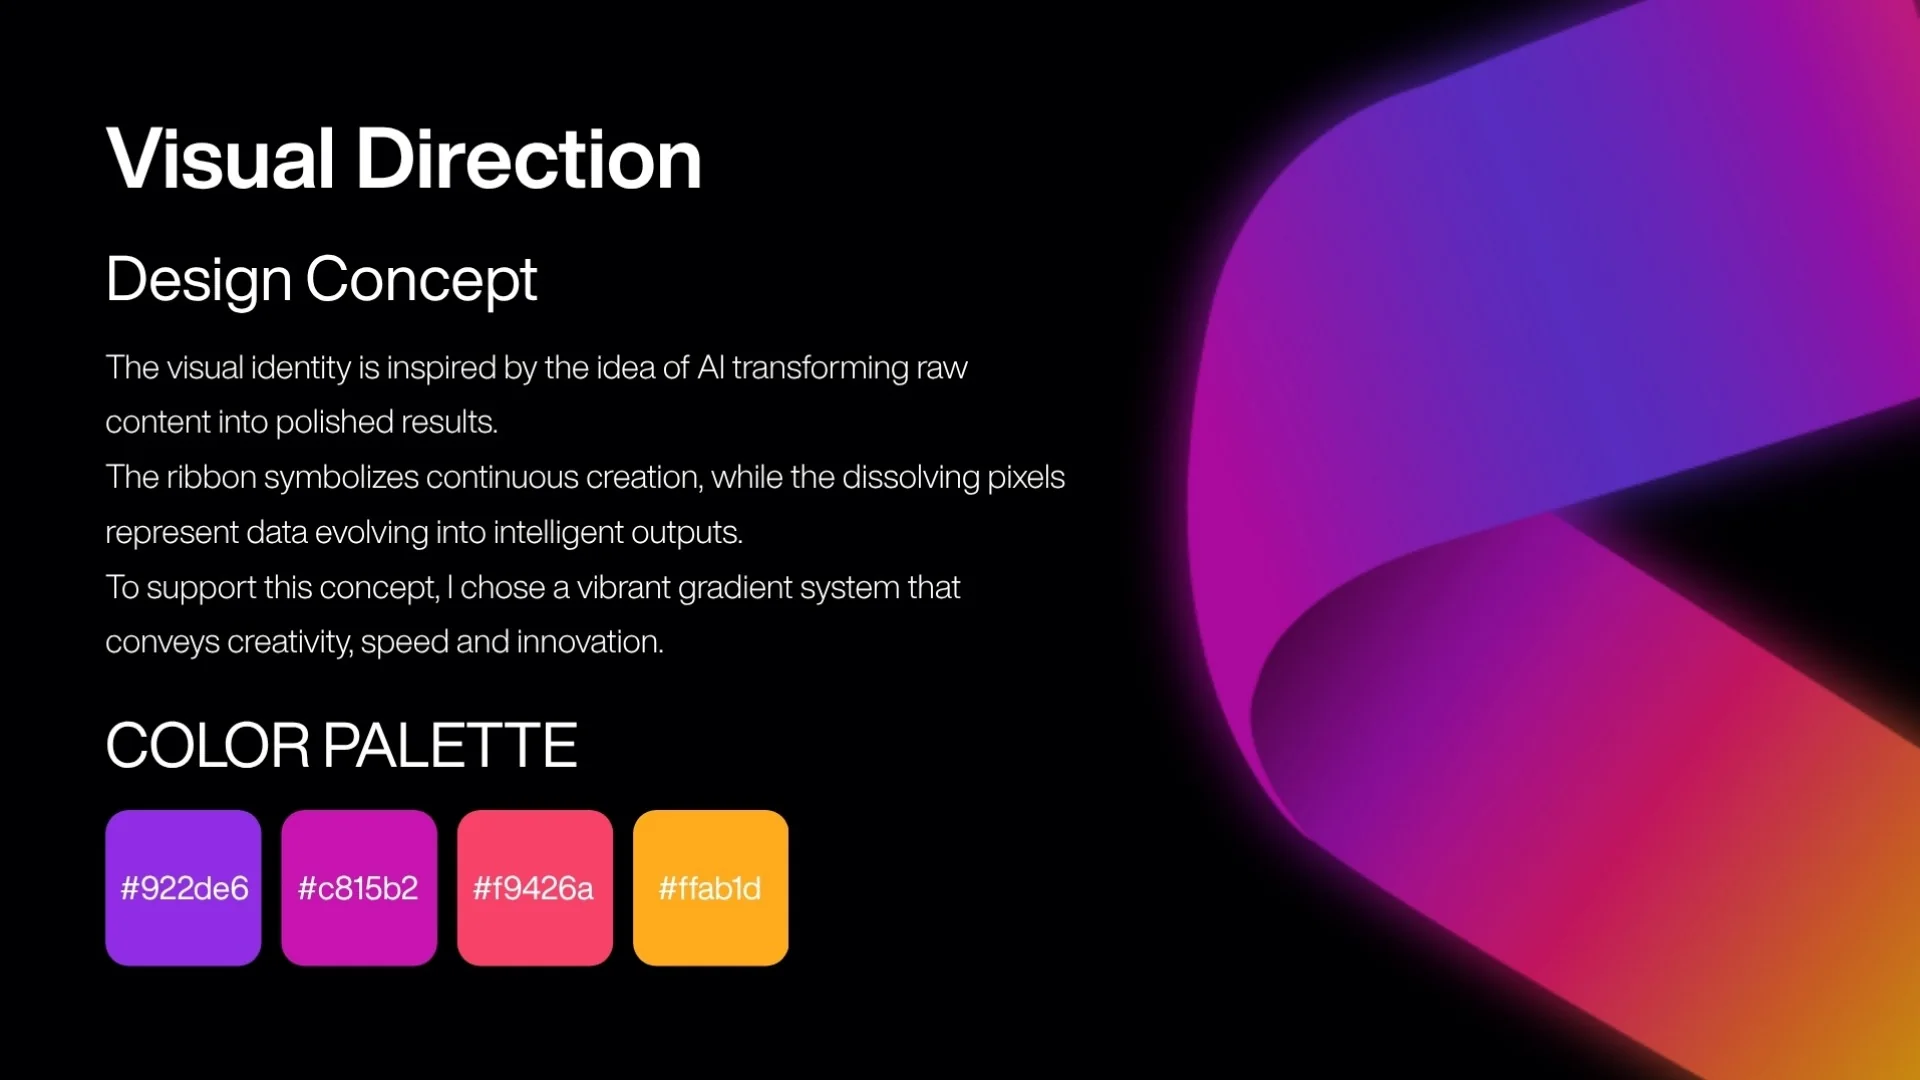 Visual Direction
Design Concept
The visual identity is inspired by the idea of AI transforming raw
content into polished results.
The ribbon symbolizes continuous creation, while the dissolving pixels
represent data evolving into intelligent outputs.
To support this concept, I chose a vibrant gradient system that
conveys creativity, speed and innovation.
COLOR PALETTE
#922de6 #c815b2 #f9426a #ffab1d